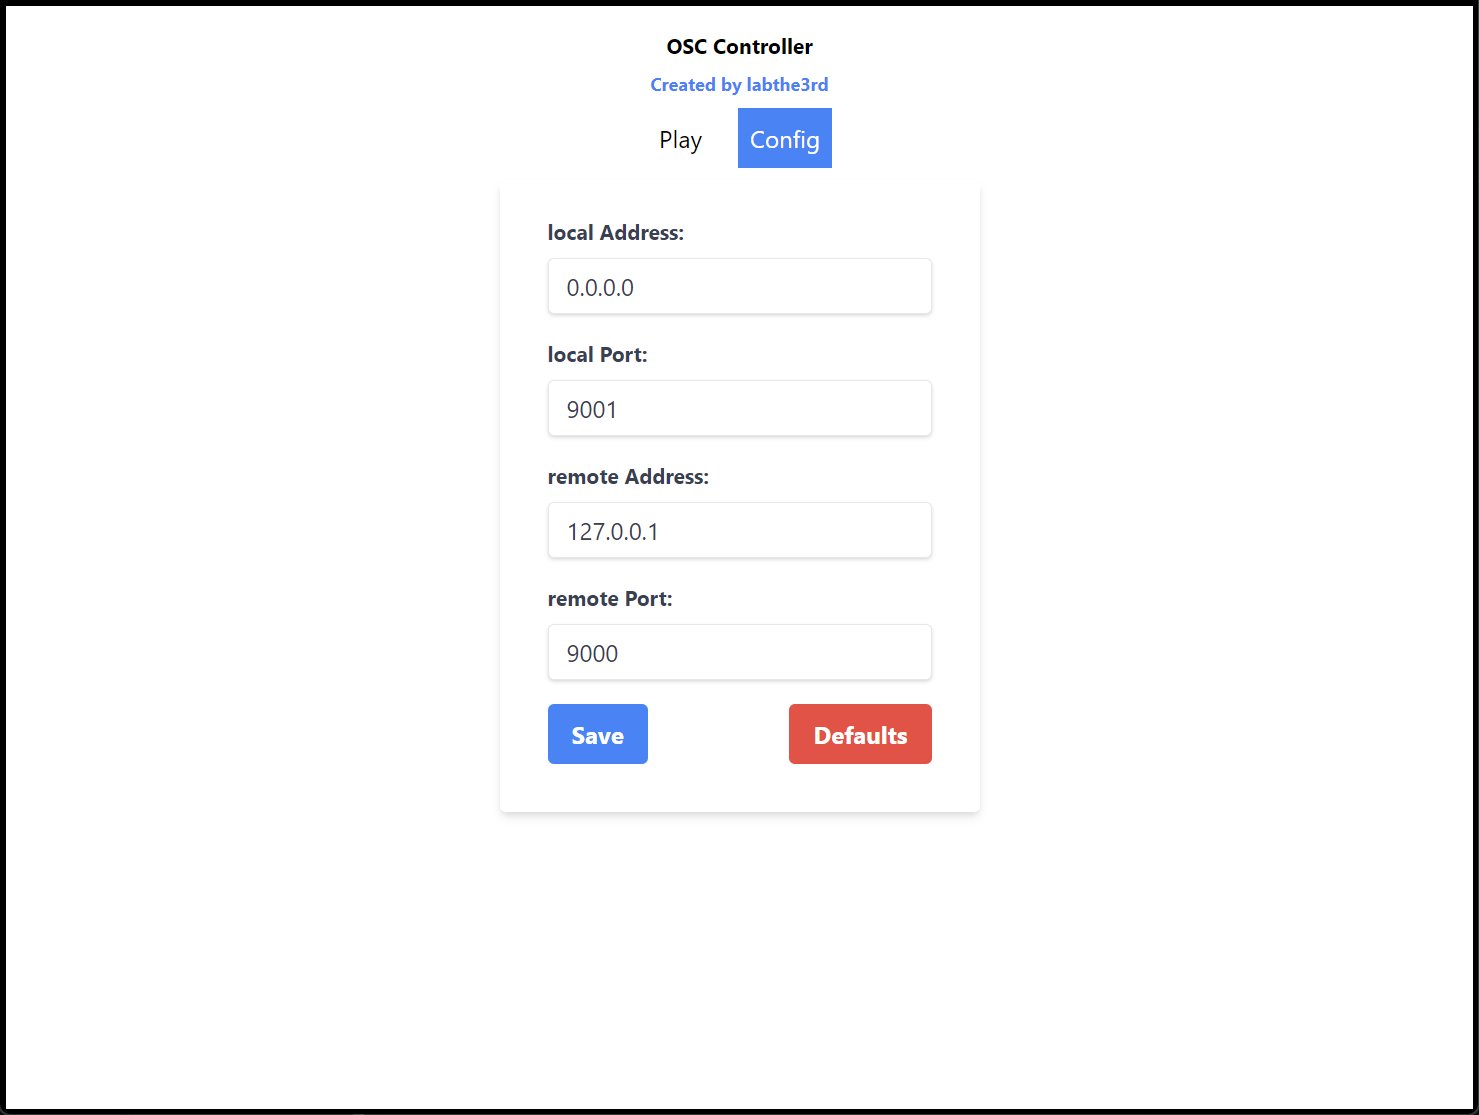 OSC Controller
Created by labthe3rd
Play Config
local Address:
0.0.0.0
local Port:
9001
remote Address:
127.0.0.1
remote Port:
9000
Save Defaults